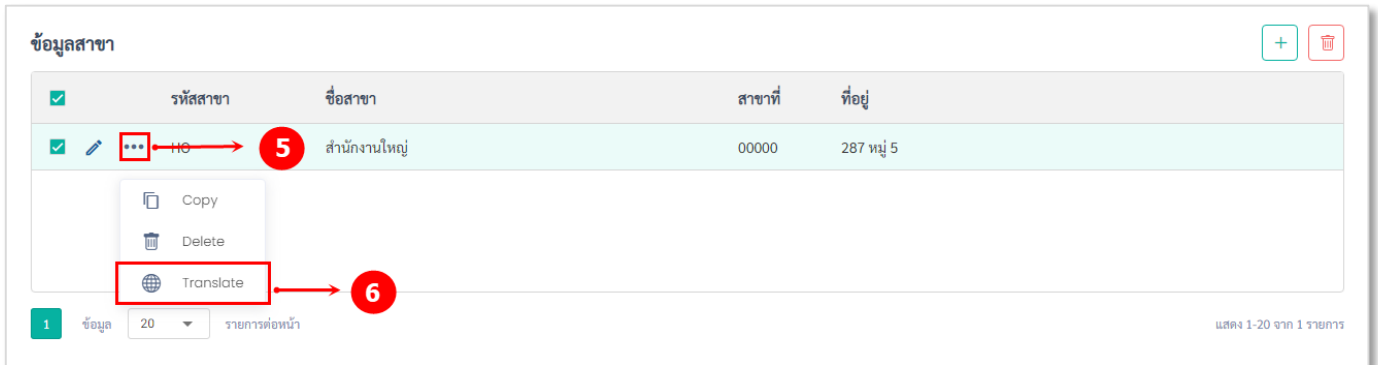 ข้อมูลสาขา
รหัสสาขา ชื่อสาขา สาขาที่ ที่อยู่
HO 5 สำนักงานใหญ่ 00000 287 หมู่ 5
Copy
Delete
Translate 6
1 ข้อมูล 20 รายการต่อหน้า แสดง 1-20 จาก 1 รายการ